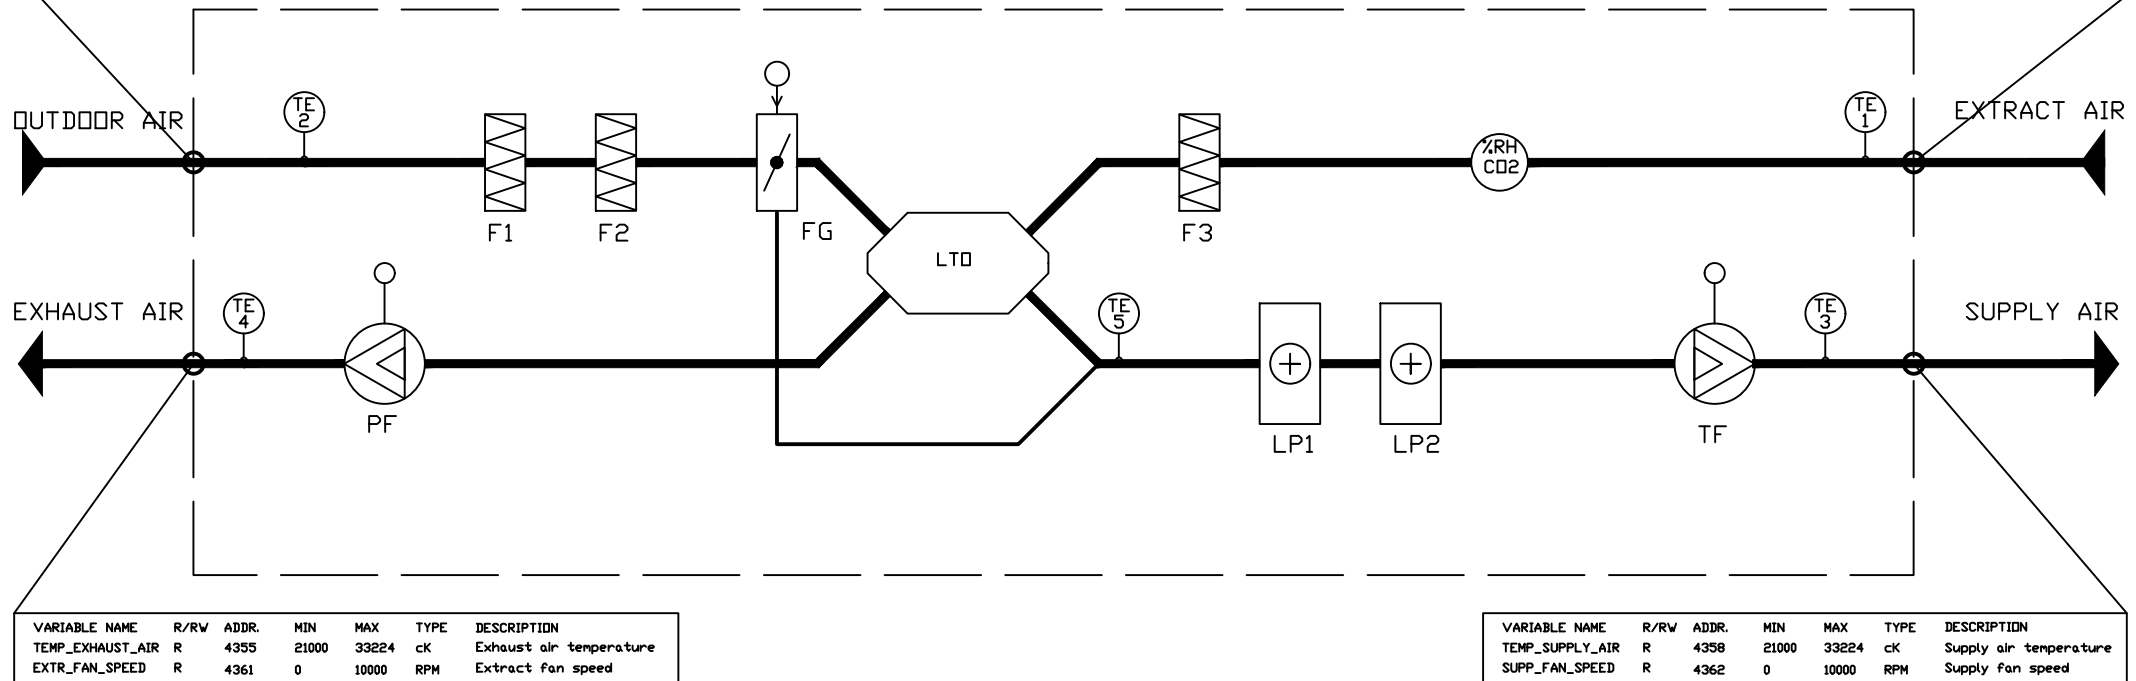 TE
2
TE
1
OUTDOOR AIR
EXTRACT AIR
%RH
CO2
F1
F2
FG
F3
LTO
TE
4
TE
5
TE
3
EXHAUST AIR
SUPPLY AIR
PF
LP1
LP2
TF
VARIABLE NAME R/RW ADDR. MIN MAX TYPE DESCRIPTION
TEMP_EXHAUST_AIR R 4355 21000 33224 cK Exhaust air temperature
EXTR_FAN_SPEED R 4361 0 10000 RPM Extract fan speed
VARIABLE NAME R/RW ADDR. MIN MAX TYPE DESCRIPTION
TEMP_SUPPLY_AIR R 4358 21000 33224 cK Supply air temperature
SUPP_FAN_SPEED R 4362 0 10000 RPM Supply fan speed